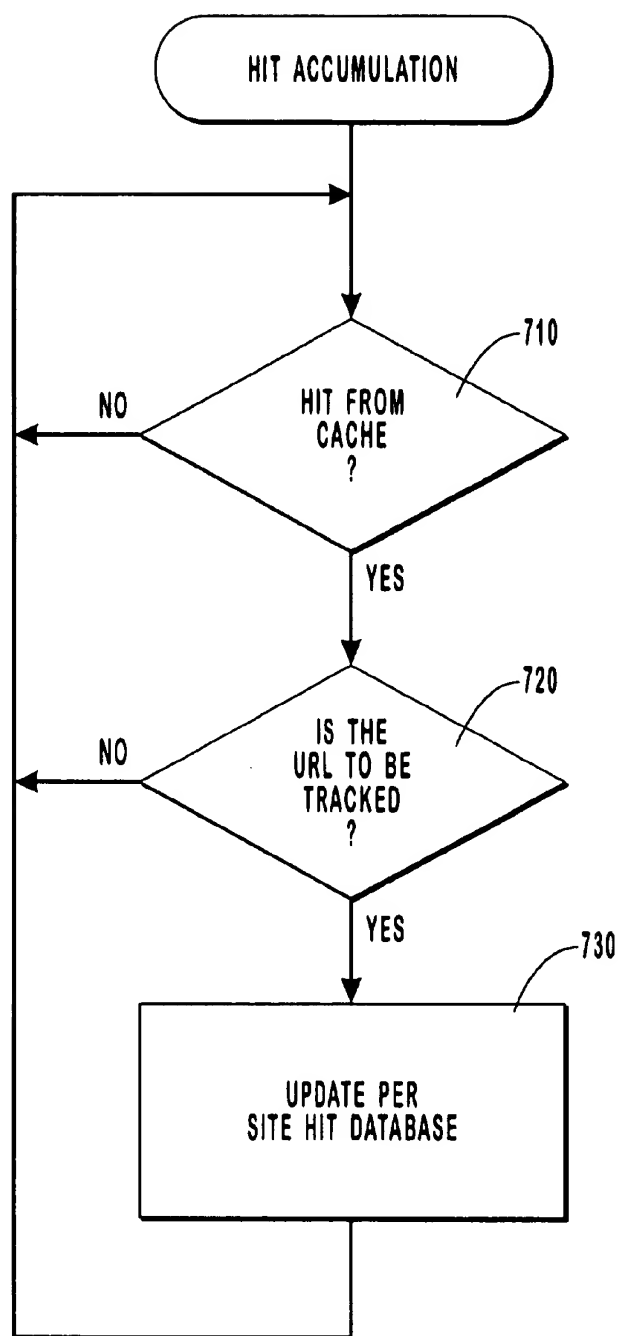 HIT ACCUMULATION
710
HIT FROM
CACHE
?
NO
YES
720
IS THE
URL TO BE
TRACKED
?
NO
YES
730
UPDATE PER
SITE HIT DATABASE